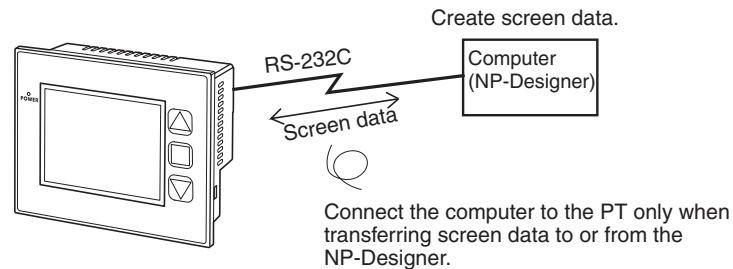 Create screen data.
RS-232C
Computer
(NP-Designer)
POWER
Screen data
Connect the computer to the PT only when
transferring screen data to or from the
NP-Designer.